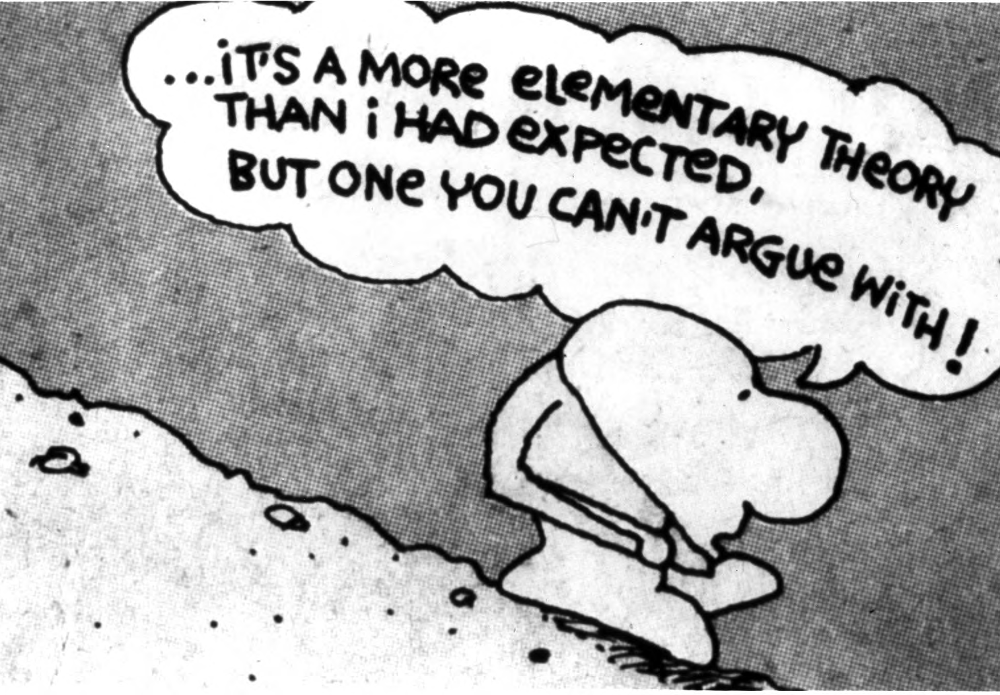 ...iT'S A MORe eLeMeNTARY THeORY
THAN i HAD eXPeCTeD,
BUT ONe YOU CAN'T ARGUe WiTH!